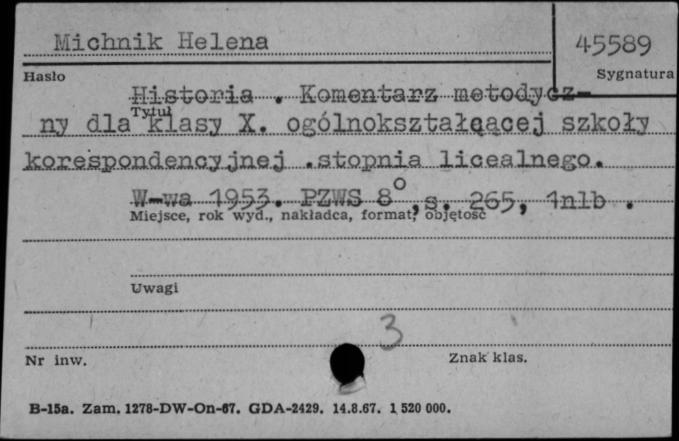 Michnik Helena
45589
Hasło
Sygnatura
Historia . Komentarz metodycz-
Tytuł
ny dla klasy X. ogólnokształcącej szkoły
korespondencyjnej .stopnia licealnego.
W-wa 1953. PZWS 8° ,s. 265, 1nlb .
Miejsce, rok wyd., nakładca, format, objętość
Uwagi
3
Nr inw.
Znak klas.
B-15a. Zam. 1278-DW-On-67. GDA-2429. 14.8.67. 1 520 000.